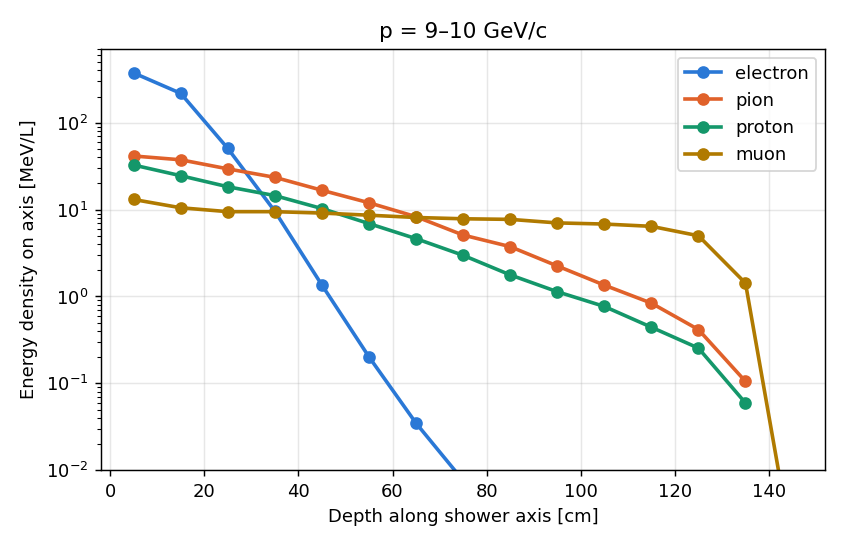 p = 9–10 GeV/c
Energy density on axis [MeV/L]
10²
10¹
10⁰
10⁻¹
10⁻²
electron
pion
proton
muon
0 20 40 60 80 100 120 140
Depth along shower axis [cm]